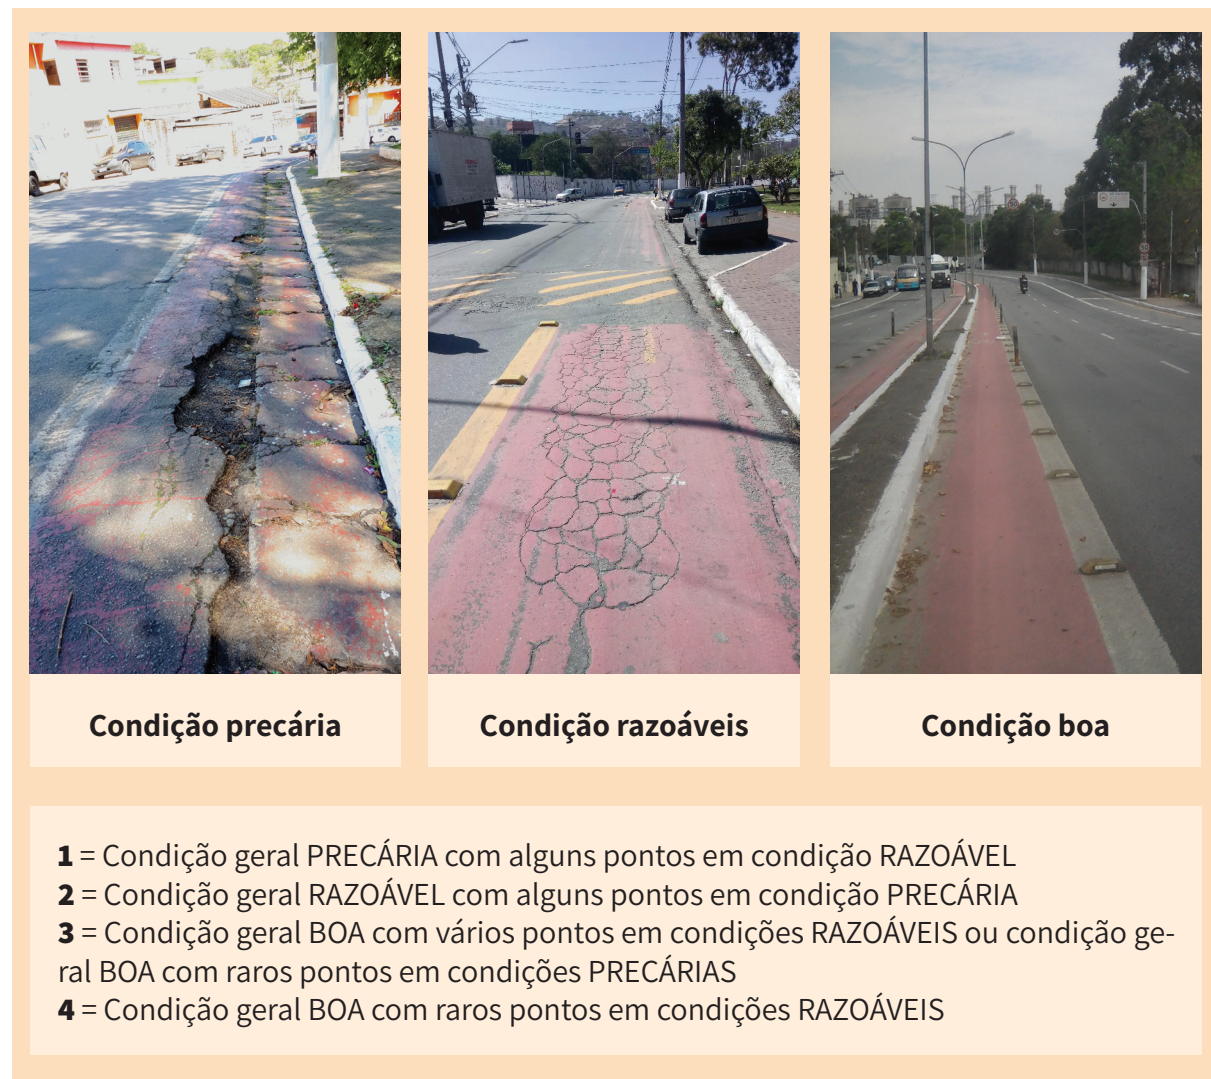 Condição precária
Condição razoáveis
Condição boa
1 = Condição geral PRECÁRIA com alguns pontos em condição RAZOÁVEL
2 = Condição geral RAZOÁVEL com alguns pontos em condição PRECÁRIA
3 = Condição geral BOA com vários pontos em condições RAZOÁVEIS ou condição ge-
ral BOA com raros pontos em condições PRECÁRIAS
4 = Condição geral BOA com raros pontos em condições RAZOÁVEIS